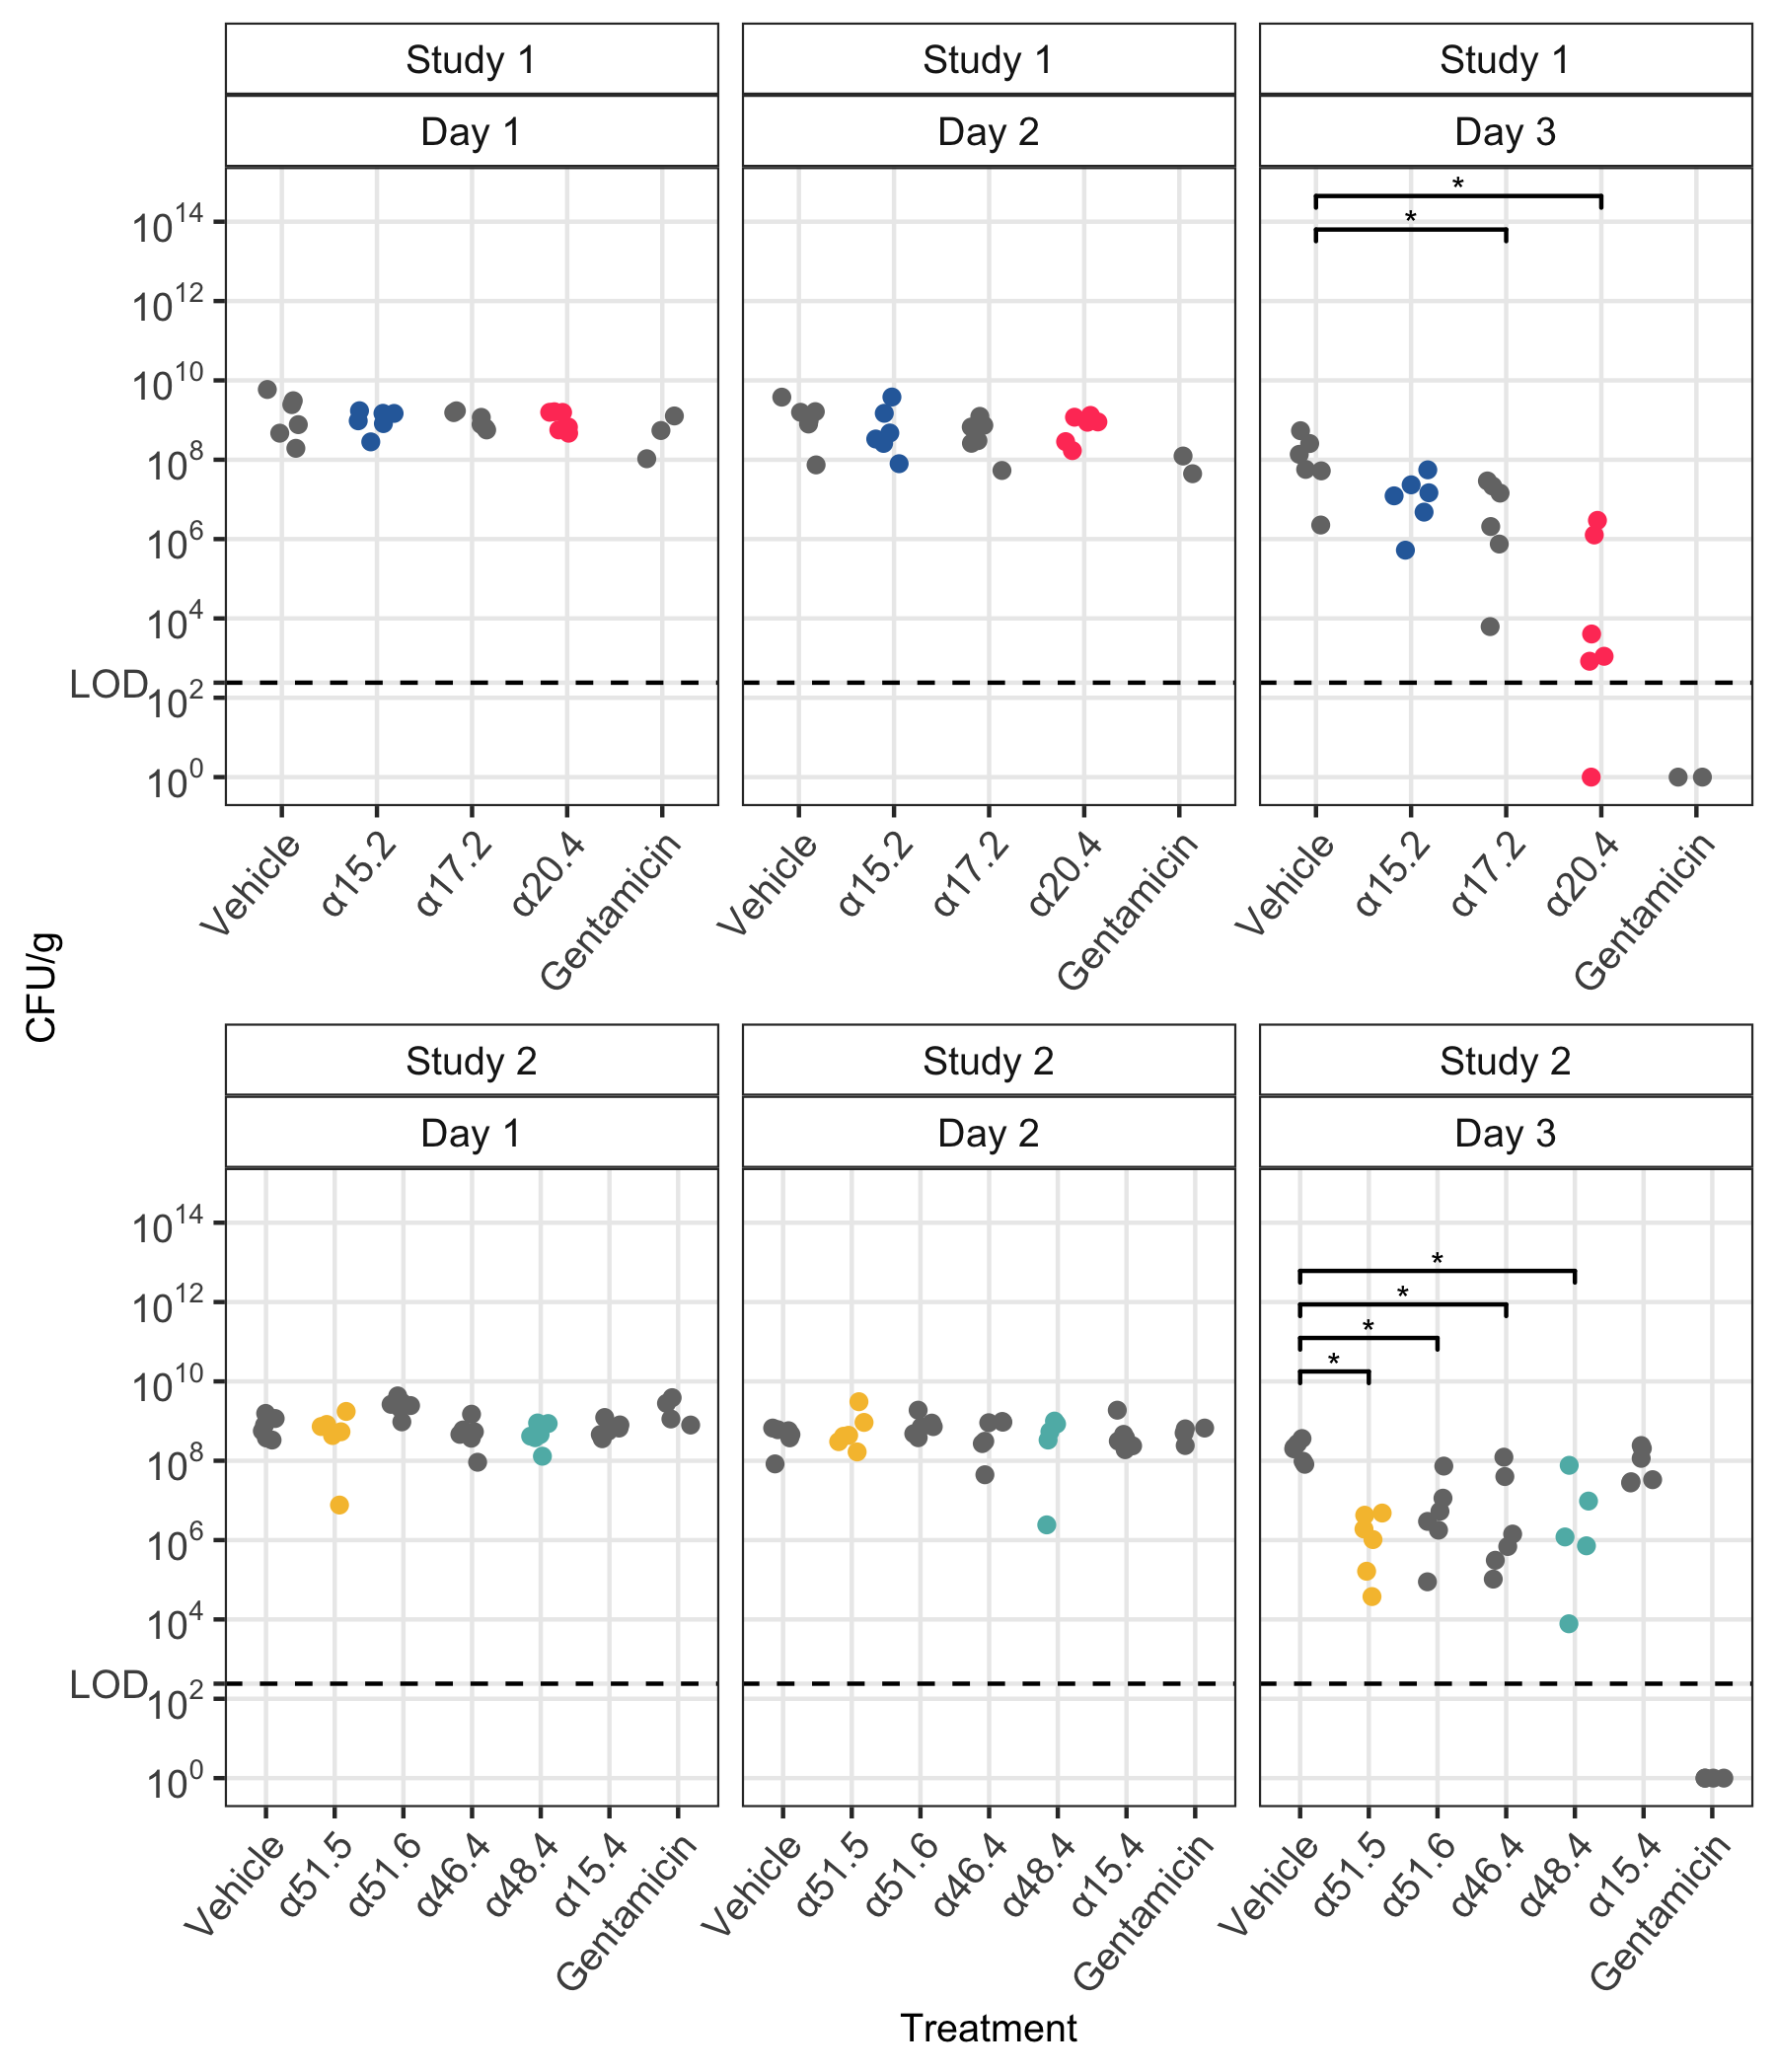 Study 1
Study 1
Study 1
Day 1
Day 2
Day 3
*
*
10^14
10^12
10^10
10^8
10^6
10^4
LOD
10^2
10^0
Vehicle
α15.2
α17.2
α20.4
Gentamicin
Vehicle
α15.2
α17.2
α20.4
Gentamicin
Vehicle
α15.2
α17.2
α20.4
Gentamicin
CFU/g
Study 2
Study 2
Study 2
Day 1
Day 2
Day 3
10^14
*
10^12
*
*
*
10^10
10^8
10^6
10^4
LOD
10^2
10^0
Vehicle
α51.5
α51.6
α46.4
α48.4
α15.4
Gentamicin
Vehicle
α51.5
α51.6
α46.4
α48.4
α15.4
Gentamicin
Vehicle
α51.5
α51.6
α46.4
α48.4
α15.4
Gentamicin
Treatment